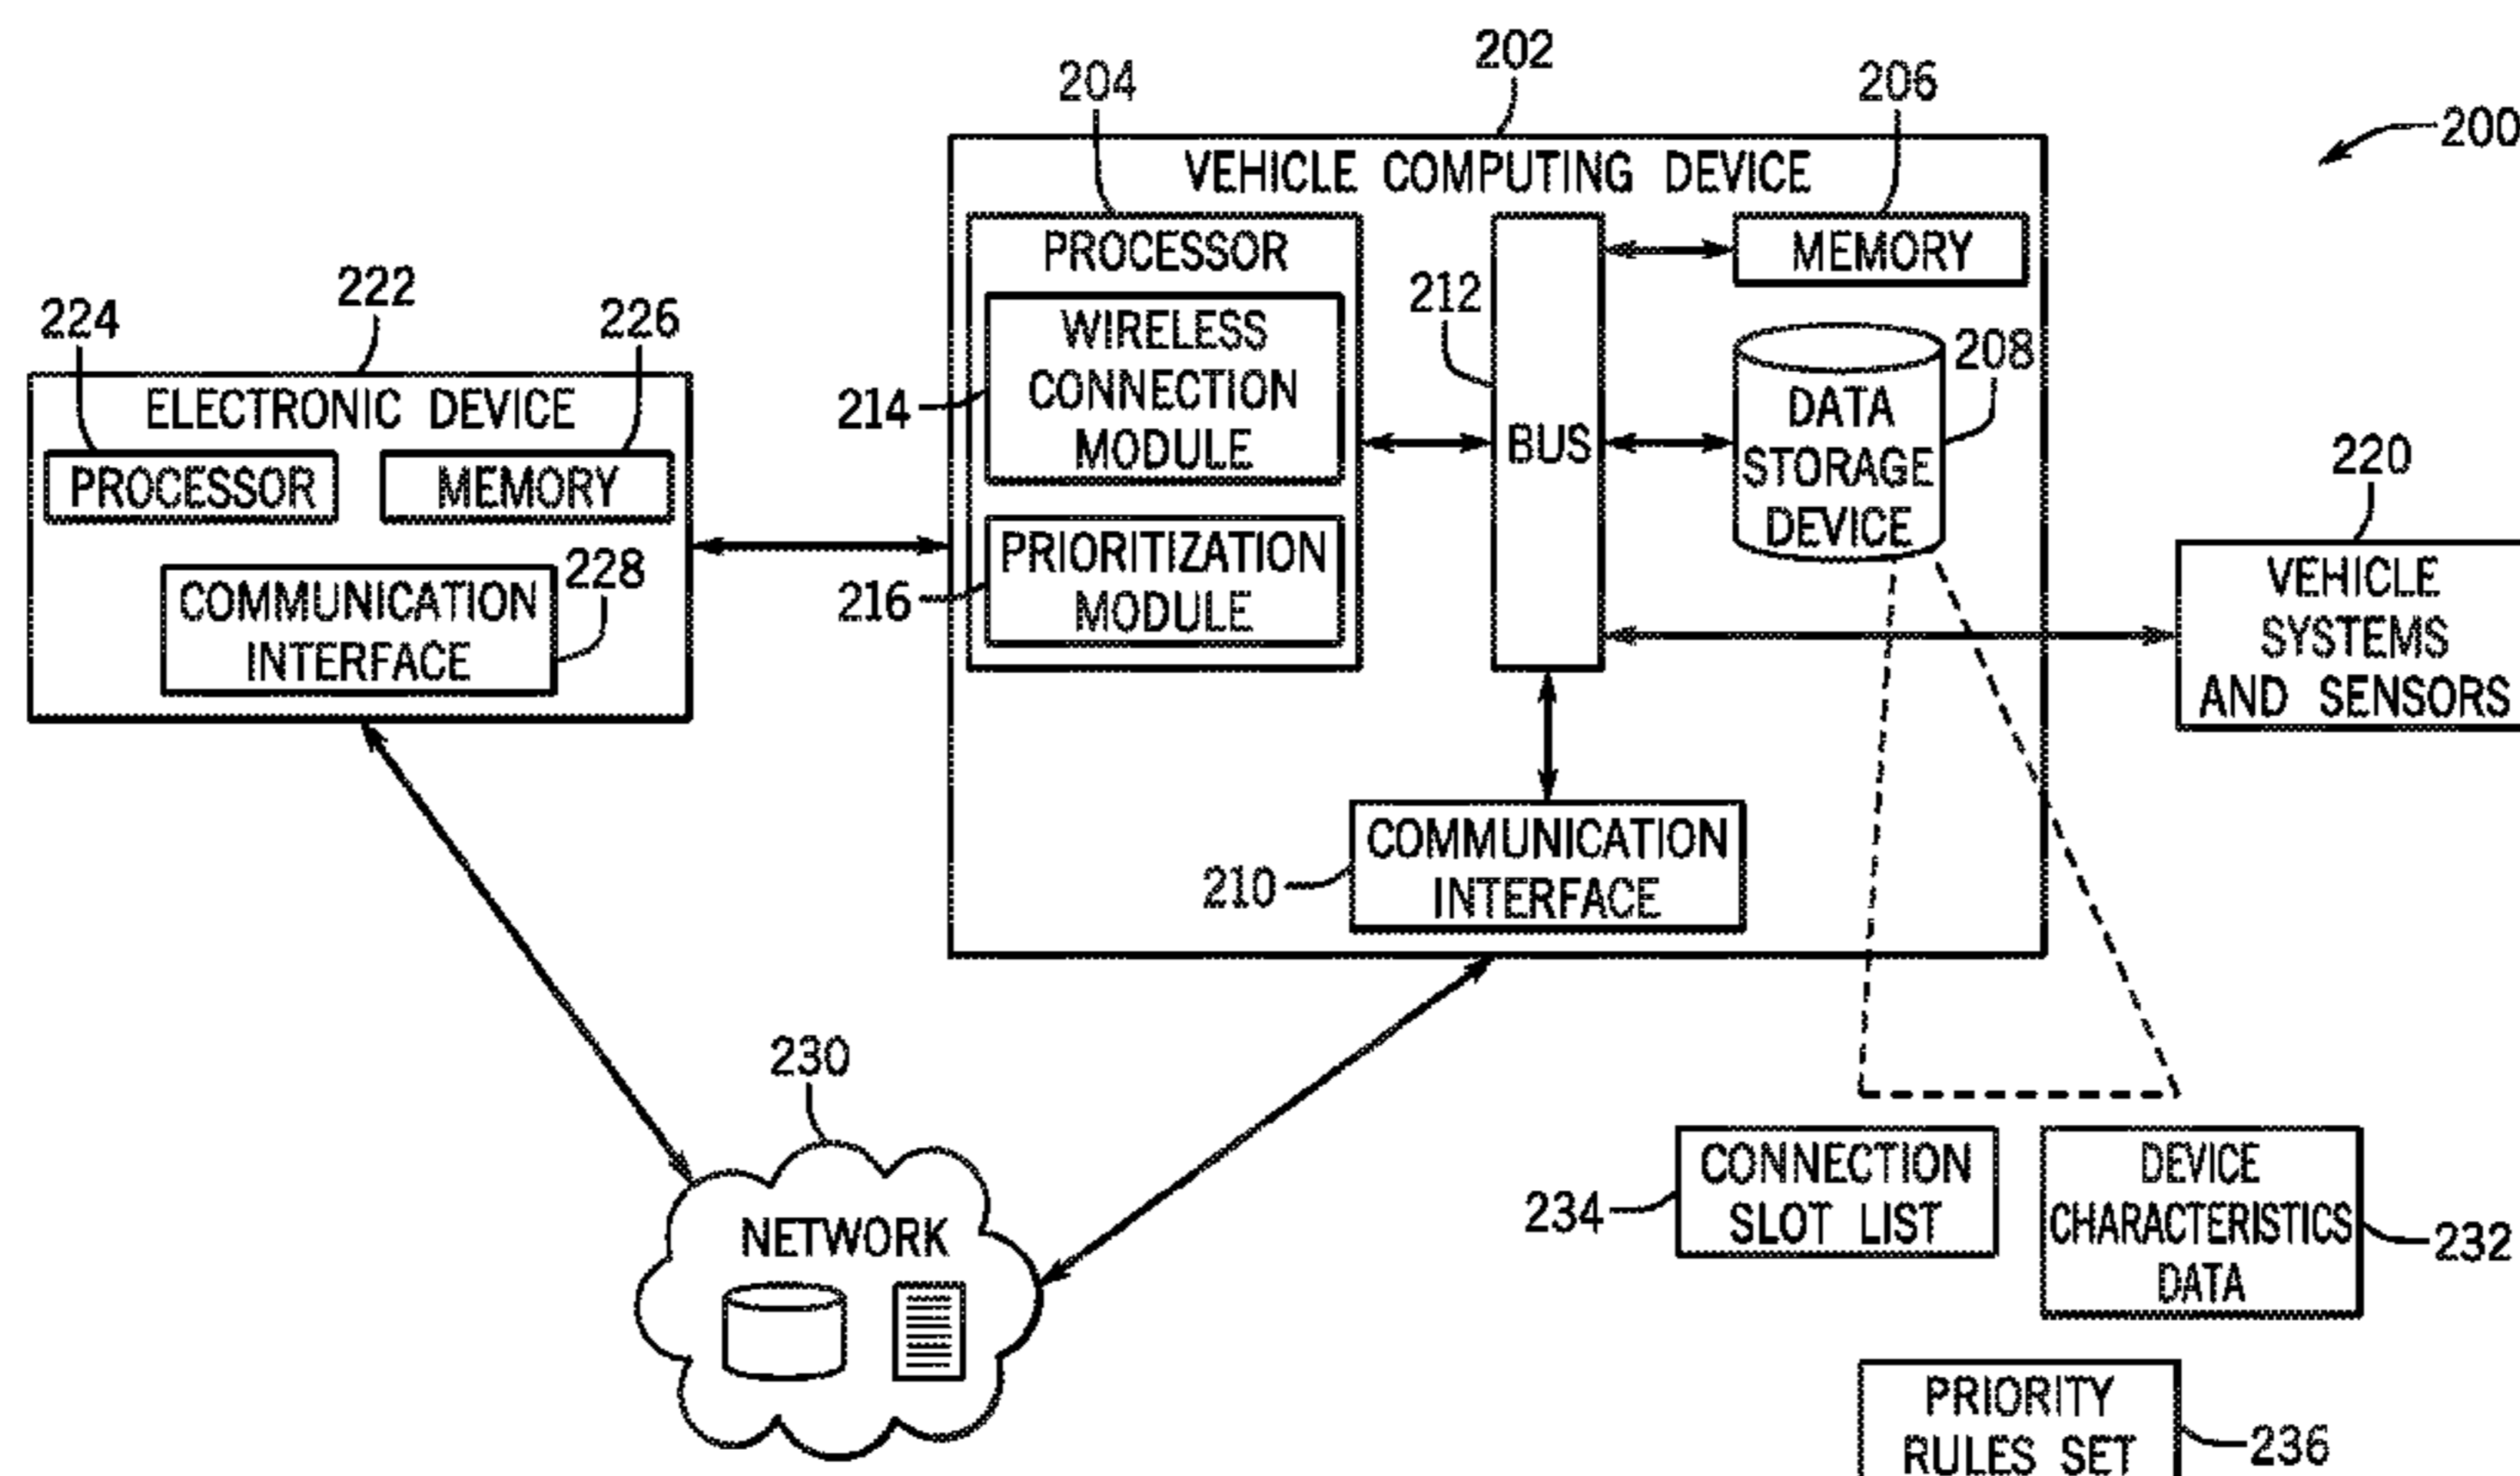 200
202
204
206
VEHICLE COMPUTING DEVICE
PROCESSOR
WIRELESS
CONNECTION
MODULE
214
PRIORITIZATION
MODULE
216
212
BUS
MEMORY
208
DATA
STORAGE
DEVICE
COMMUNICATION
INTERFACE
210
222
224
226
ELECTRONIC DEVICE
PROCESSOR
MEMORY
COMMUNICATION
INTERFACE
228
220
VEHICLE
SYSTEMS
AND SENSORS
230
NETWORK
234
CONNECTION
SLOT LIST
DEVICE
CHARACTERISTICS
DATA
232
PRIORITY
RULES SET
236